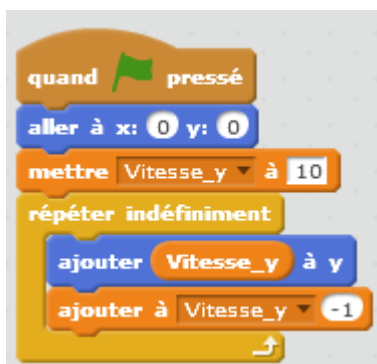 quand pressé
aller à x: 0 y: 0
mettre Vitesse_y à 10
répéter indéfiniment
ajouter Vitesse_y à y
ajouter à Vitesse_y -1